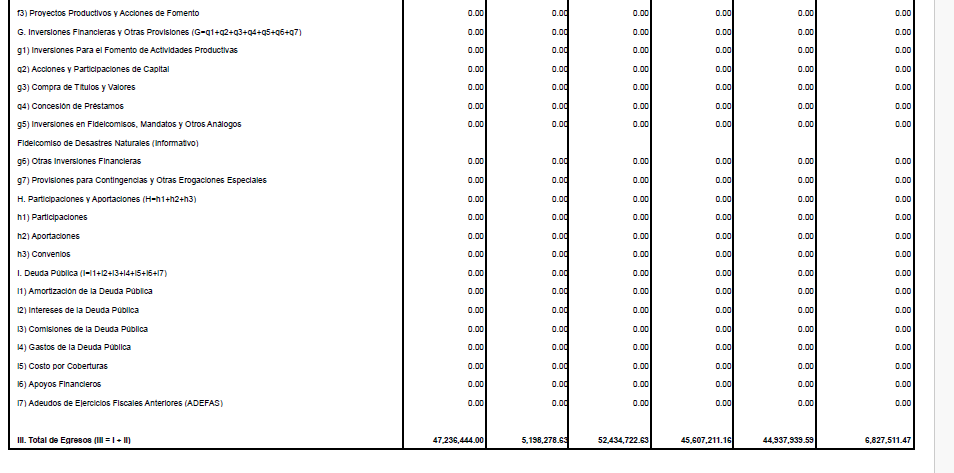 f3) Proyectos Productivos y Acciones de Fomento 0.00 0.00 0.00 0.00 0.00 0.00
G. Inversiones Financieras y Otras Provisiones (G=g1+g2+g3+g4+g5+g6+g7) 0.00 0.00 0.00 0.00 0.00 0.00
g1) Inversiones Para el Fomento de Actividades Productivas 0.00 0.00 0.00 0.00 0.00 0.00
g2) Acciones y Participaciones de Capital 0.00 0.00 0.00 0.00 0.00 0.00
g3) Compra de Títulos y Valores 0.00 0.00 0.00 0.00 0.00 0.00
g4) Concesión de Préstamos 0.00 0.00 0.00 0.00 0.00 0.00
g5) Inversiones en Fideicomisos, Mandatos y Otros Análogos 0.00 0.00 0.00 0.00 0.00 0.00
Fideicomiso de Desastres Naturales (Informativo)
g6) Otras Inversiones Financieras 0.00 0.00 0.00 0.00 0.00 0.00
g7) Provisiones para Contingencias y Otras Erogaciones Especiales 0.00 0.00 0.00 0.00 0.00 0.00
H. Participaciones y Aportaciones (H=h1+h2+h3) 0.00 0.00 0.00 0.00 0.00 0.00
h1) Participaciones 0.00 0.00 0.00 0.00 0.00 0.00
h2) Aportaciones 0.00 0.00 0.00 0.00 0.00 0.00
h3) Convenios 0.00 0.00 0.00 0.00 0.00 0.00
I. Deuda Pública (I=I1+I2+I3+I4+I5+I6+I7) 0.00 0.00 0.00 0.00 0.00 0.00
I1) Amortización de la Deuda Pública 0.00 0.00 0.00 0.00 0.00 0.00
I2) Intereses de la Deuda Pública 0.00 0.00 0.00 0.00 0.00 0.00
I3) Comisiones de la Deuda Pública 0.00 0.00 0.00 0.00 0.00 0.00
I4) Gastos de la Deuda Pública 0.00 0.00 0.00 0.00 0.00 0.00
I5) Costo por Coberturas 0.00 0.00 0.00 0.00 0.00 0.00
I6) Apoyos Financieros 0.00 0.00 0.00 0.00 0.00 0.00
I7) Adeudos de Ejercicios Fiscales Anteriores (ADEFAS) 0.00 0.00 0.00 0.00 0.00 0.00
III. Total de Egresos (III = I + II) 47,236,444.00 5,198,278.63 52,434,722.63 45,607,211.16 44,937,939.59 6,827,511.47